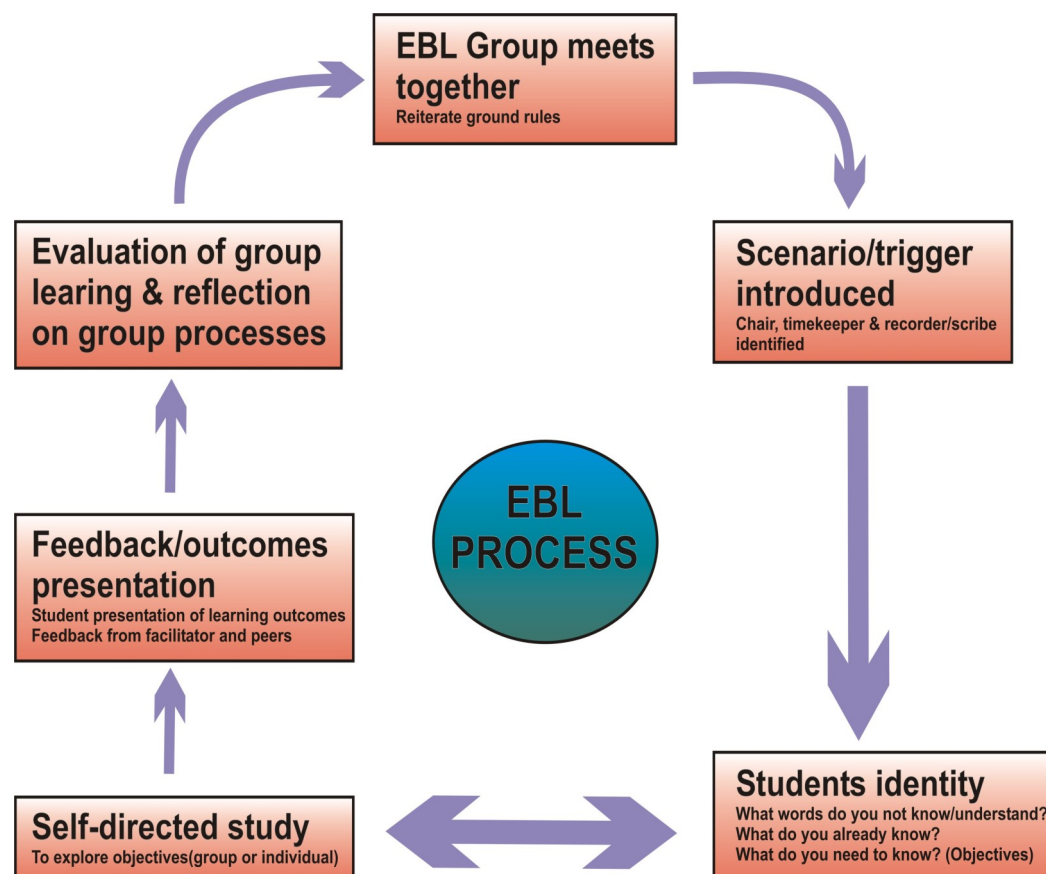 EBL Group meets
together
Reiterate ground rules
Scenario/trigger
introduced
Chair, timekeeper & recorder/scribe
identified
Students identity
What words do you not know/understand?
What do you already know?
What do you need to know? (Objectives)
Self-directed study
To explore objectives(group or individual)
Feedback/outcomes
presentation
Student presentation of learning outcomes
Feedback from facilitator and peers
Evaluation of group
learing & reflection
on group processes
EBL
PROCESS